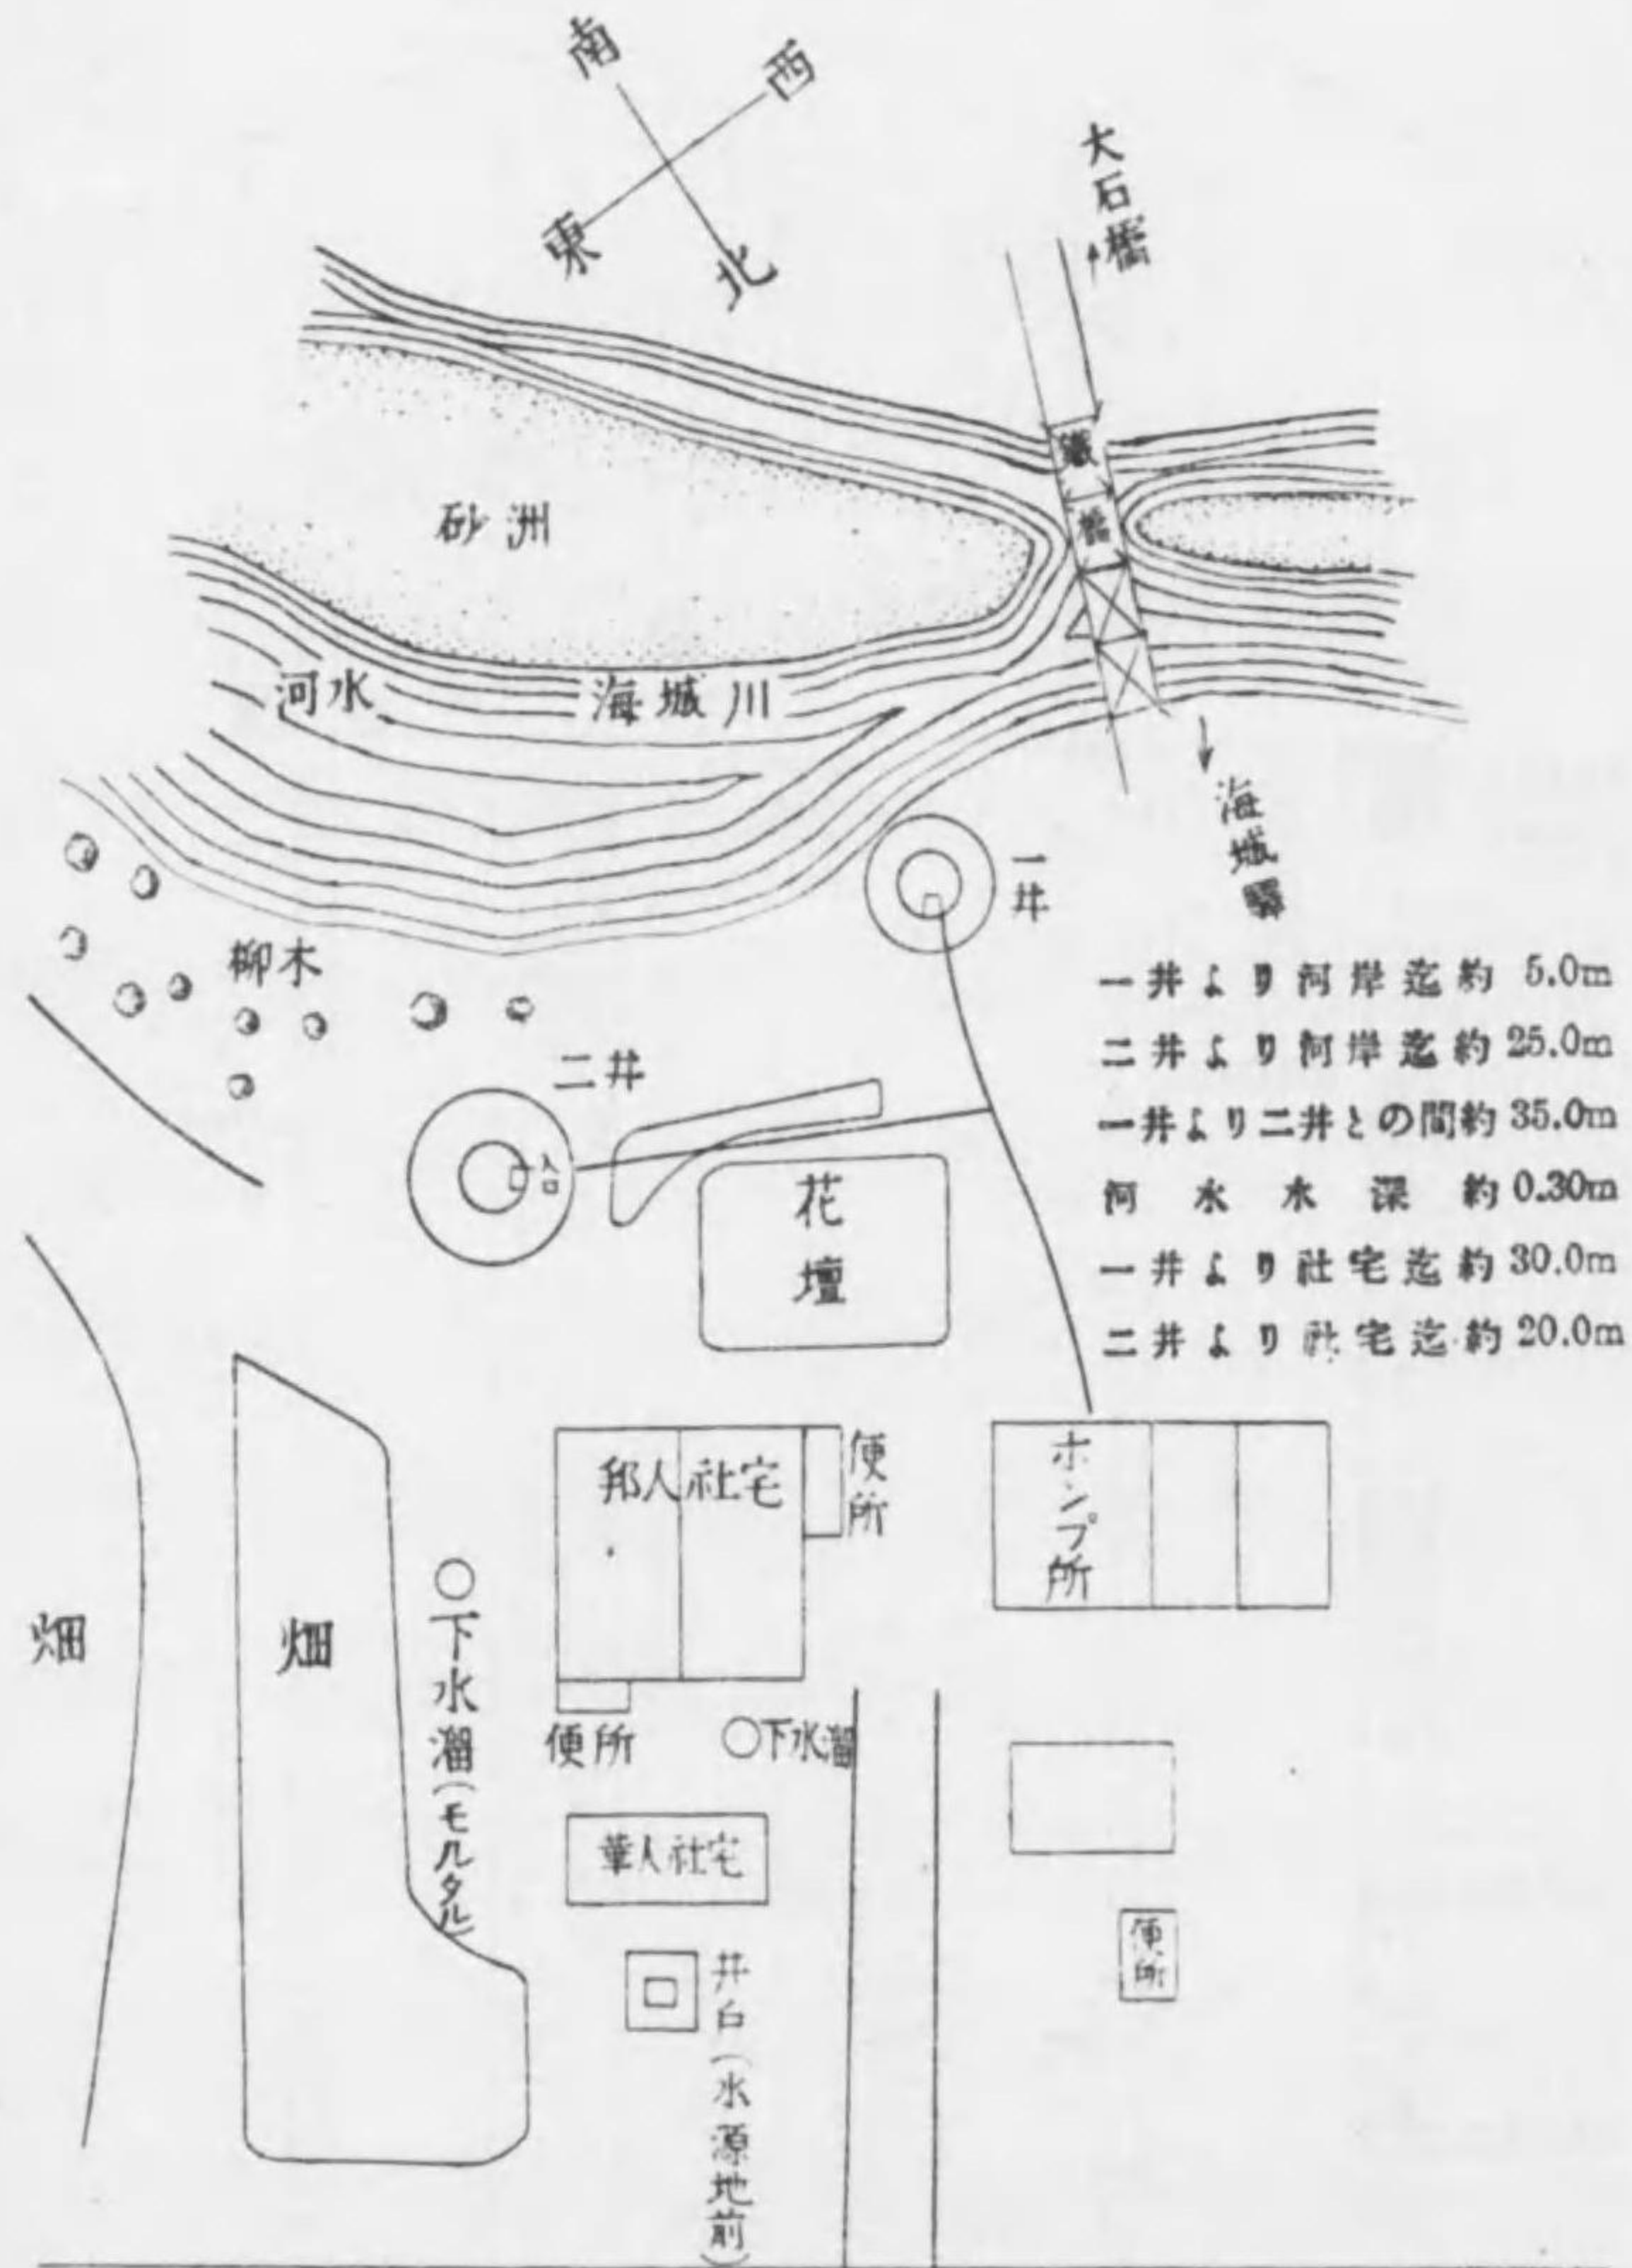 南
西
東
北
大石橋
鐵橋
砂洲
河水
海城川
海城驛
一井
柳木
二井
入口
一井より河岸迄約 5.0m
二井より河岸迄約 25.0m
一井より二井との間約 35.0m
河水水深約 0.30m
一井より社宅迄約 30.0m
二井より社宅迄約 20.0m
花壇
邦人社宅
便所
ポンプ所
畑
畑
下水溜(モルタル)
便所
下水溜
華人社宅
便所
井台(水源地前)